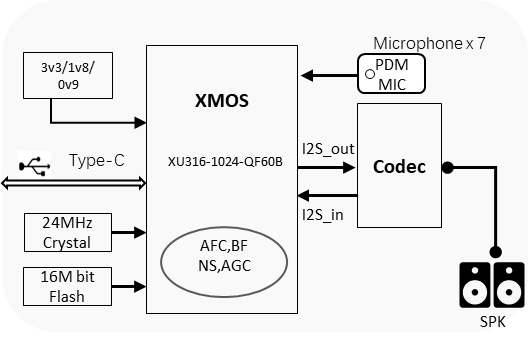 Microphone x 7
3v3/1v8/
0v9
PDM
MIC
XMOS
Type-C
XU316-1024-QF60B
I2S_out
Codec
I2S_in
24MHz
Crystal
AFC,BF
NS,AGC
16M bit
Flash
SPK